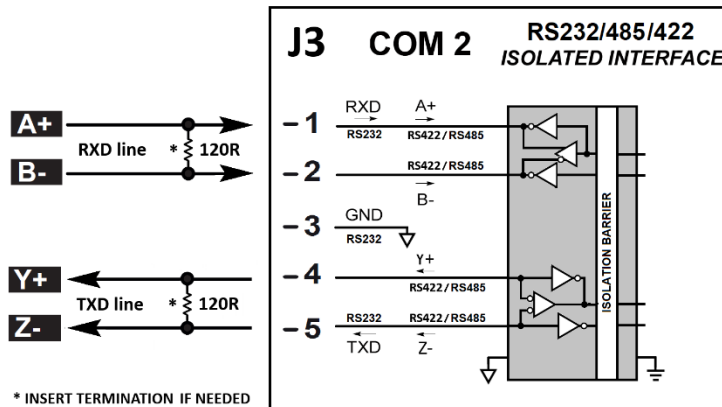 J3 COM 2 RS232/485/422
ISOLATED INTERFACE
A+
RXD line * 120R
B-
Y+
TXD line * 120R
Z-
* INSERT TERMINATION IF NEEDED
RXD A+
-1
RS232 RS422/RS485
RS422/RS485
-2
B-
GND
-3
RS232
Y+
-4
RS422/RS485
RS232 RS422/RS485
-5
TXD Z-
ISOLATION BARRIER